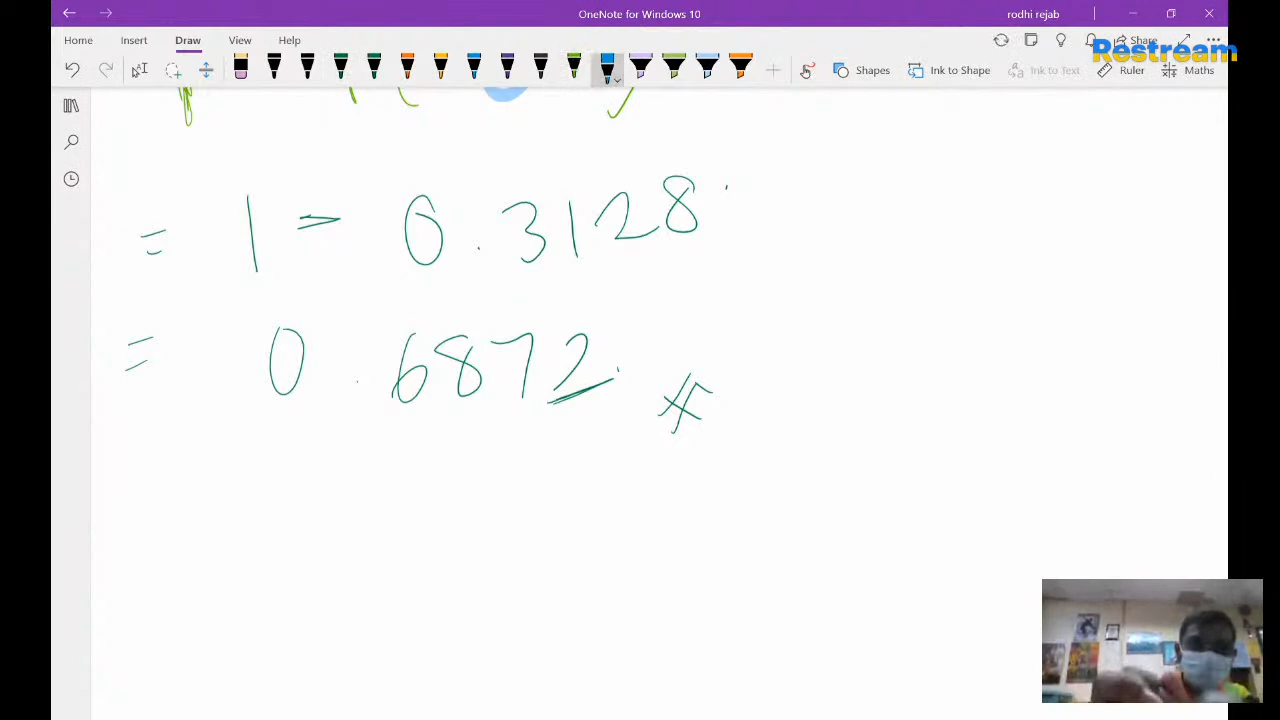 OneNote for Windows 10
rodhi rejab
Home Insert Draw View Help
Share
Restream
Shapes Ink to Shape Ink to Text Ruler Maths
= 1 - 0.3128
= 0.6872